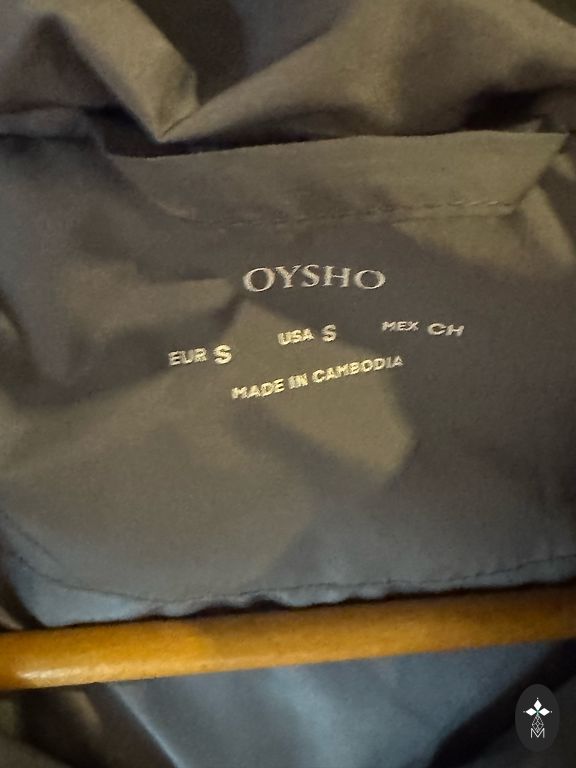 OYSHO
EUR S USA S MEX CH
MADE IN CAMBODIA
M